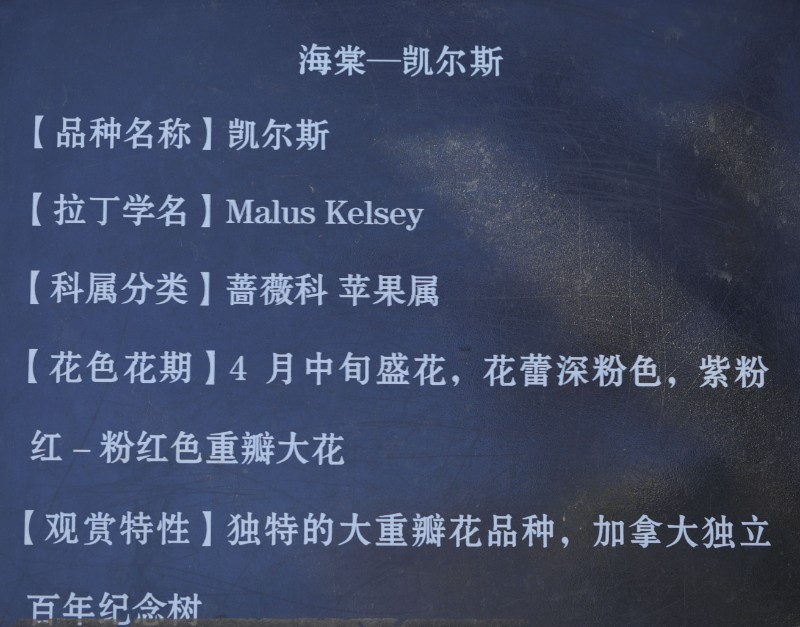 海棠—凯尔斯
【品种名称】凯尔斯
【拉丁学名】Malus Kelsey
【科属分类】蔷薇科 苹果属
【花色花期】4 月中旬盛花，花蕾深粉色，紫粉
红 – 粉红色重瓣大花
【观赏特性】独特的大重瓣花品种，加拿大独立
百年纪念树